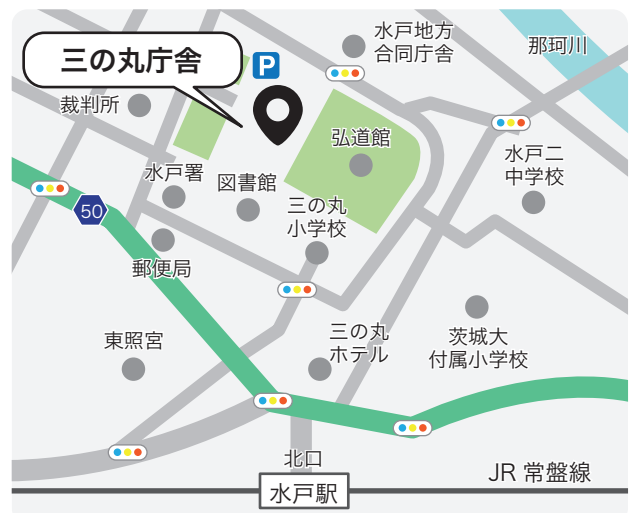 水戸地方
合同庁舎
那珂川
三の丸庁舎
P
裁判所
弘道館
水戸二
中学校
水戸署
図書館
三の丸
小学校
50
郵便局
東照宮
三の丸
ホテル
茨城大
付属小学校
北口
JR 常盤線
水戸駅